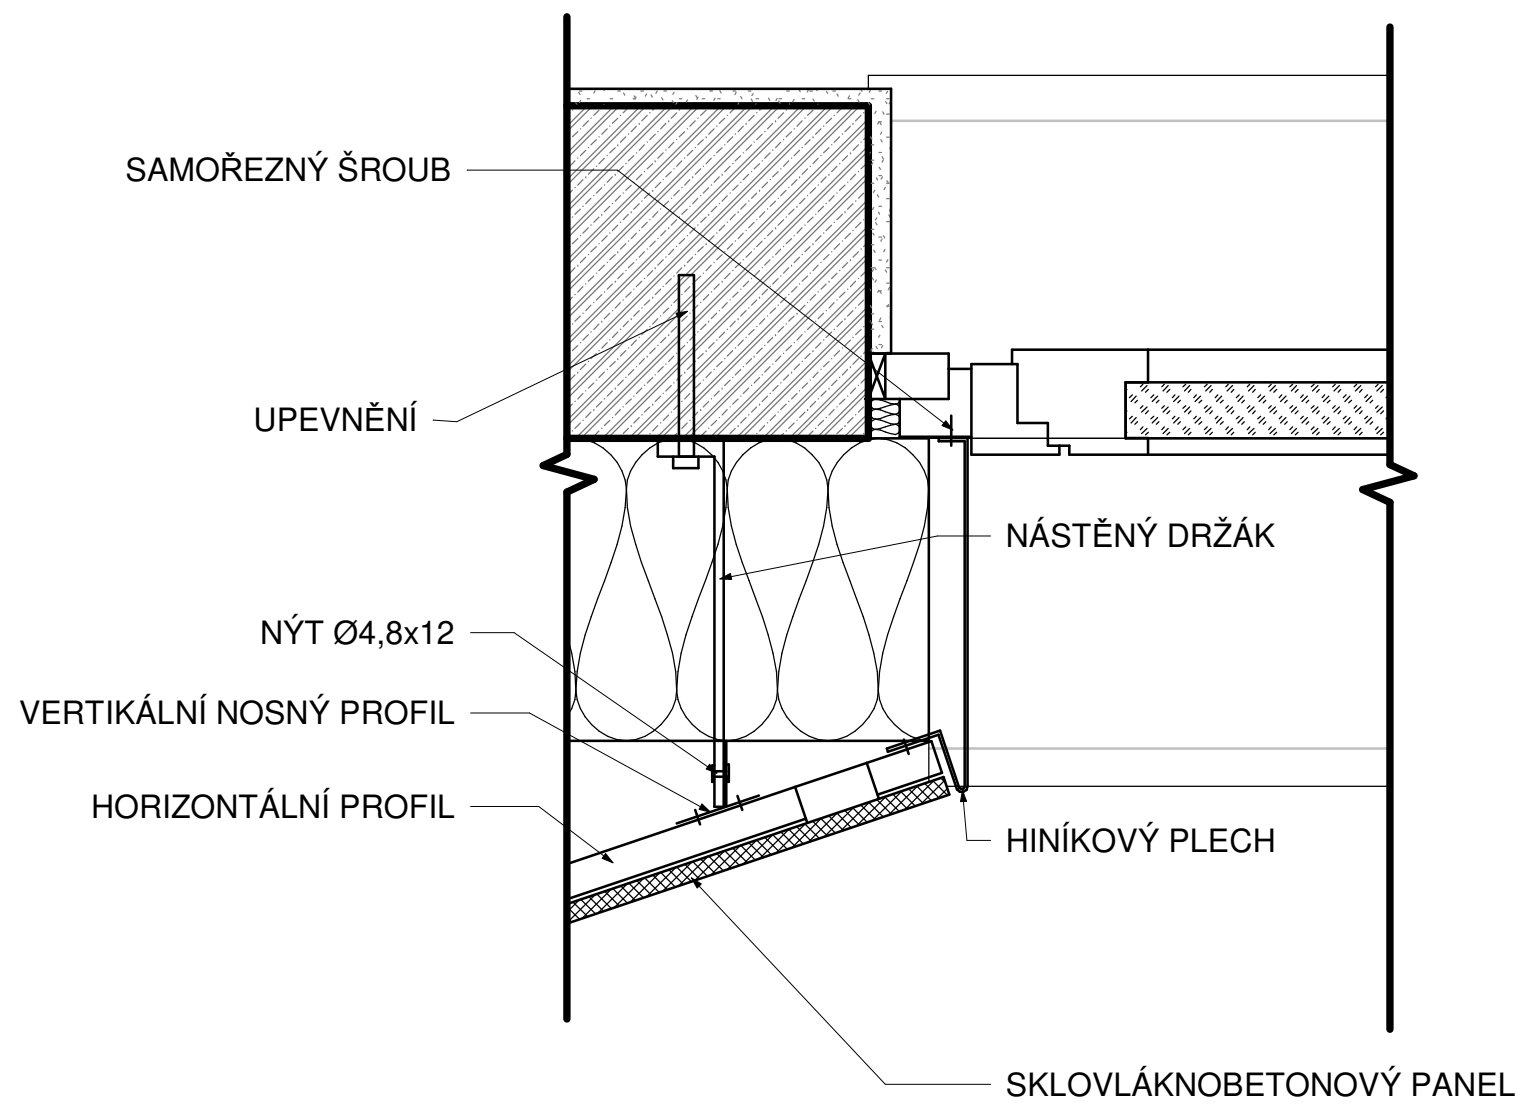 SAMOŘEZNÝ ŠROUB
UPEVNĚNÍ
NÁSTĚNÝ DRŽÁK
NÝT Ø4,8x12
VERTIKÁLNÍ NOSNÝ PROFIL
HORIZONTÁLNÍ PROFIL
HINÍKOVÝ PLECH
SKLOVLÁKNOBETONOVÝ PANEL